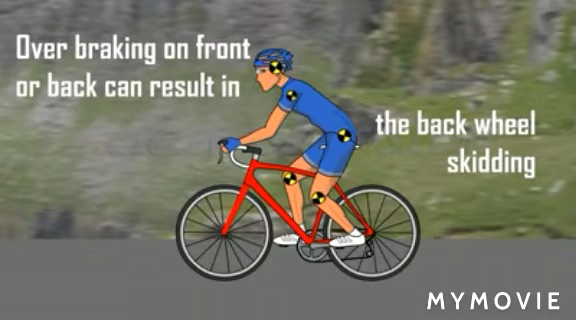 Over braking on front
or back can result in
the back wheel
skidding
MYMOVIE